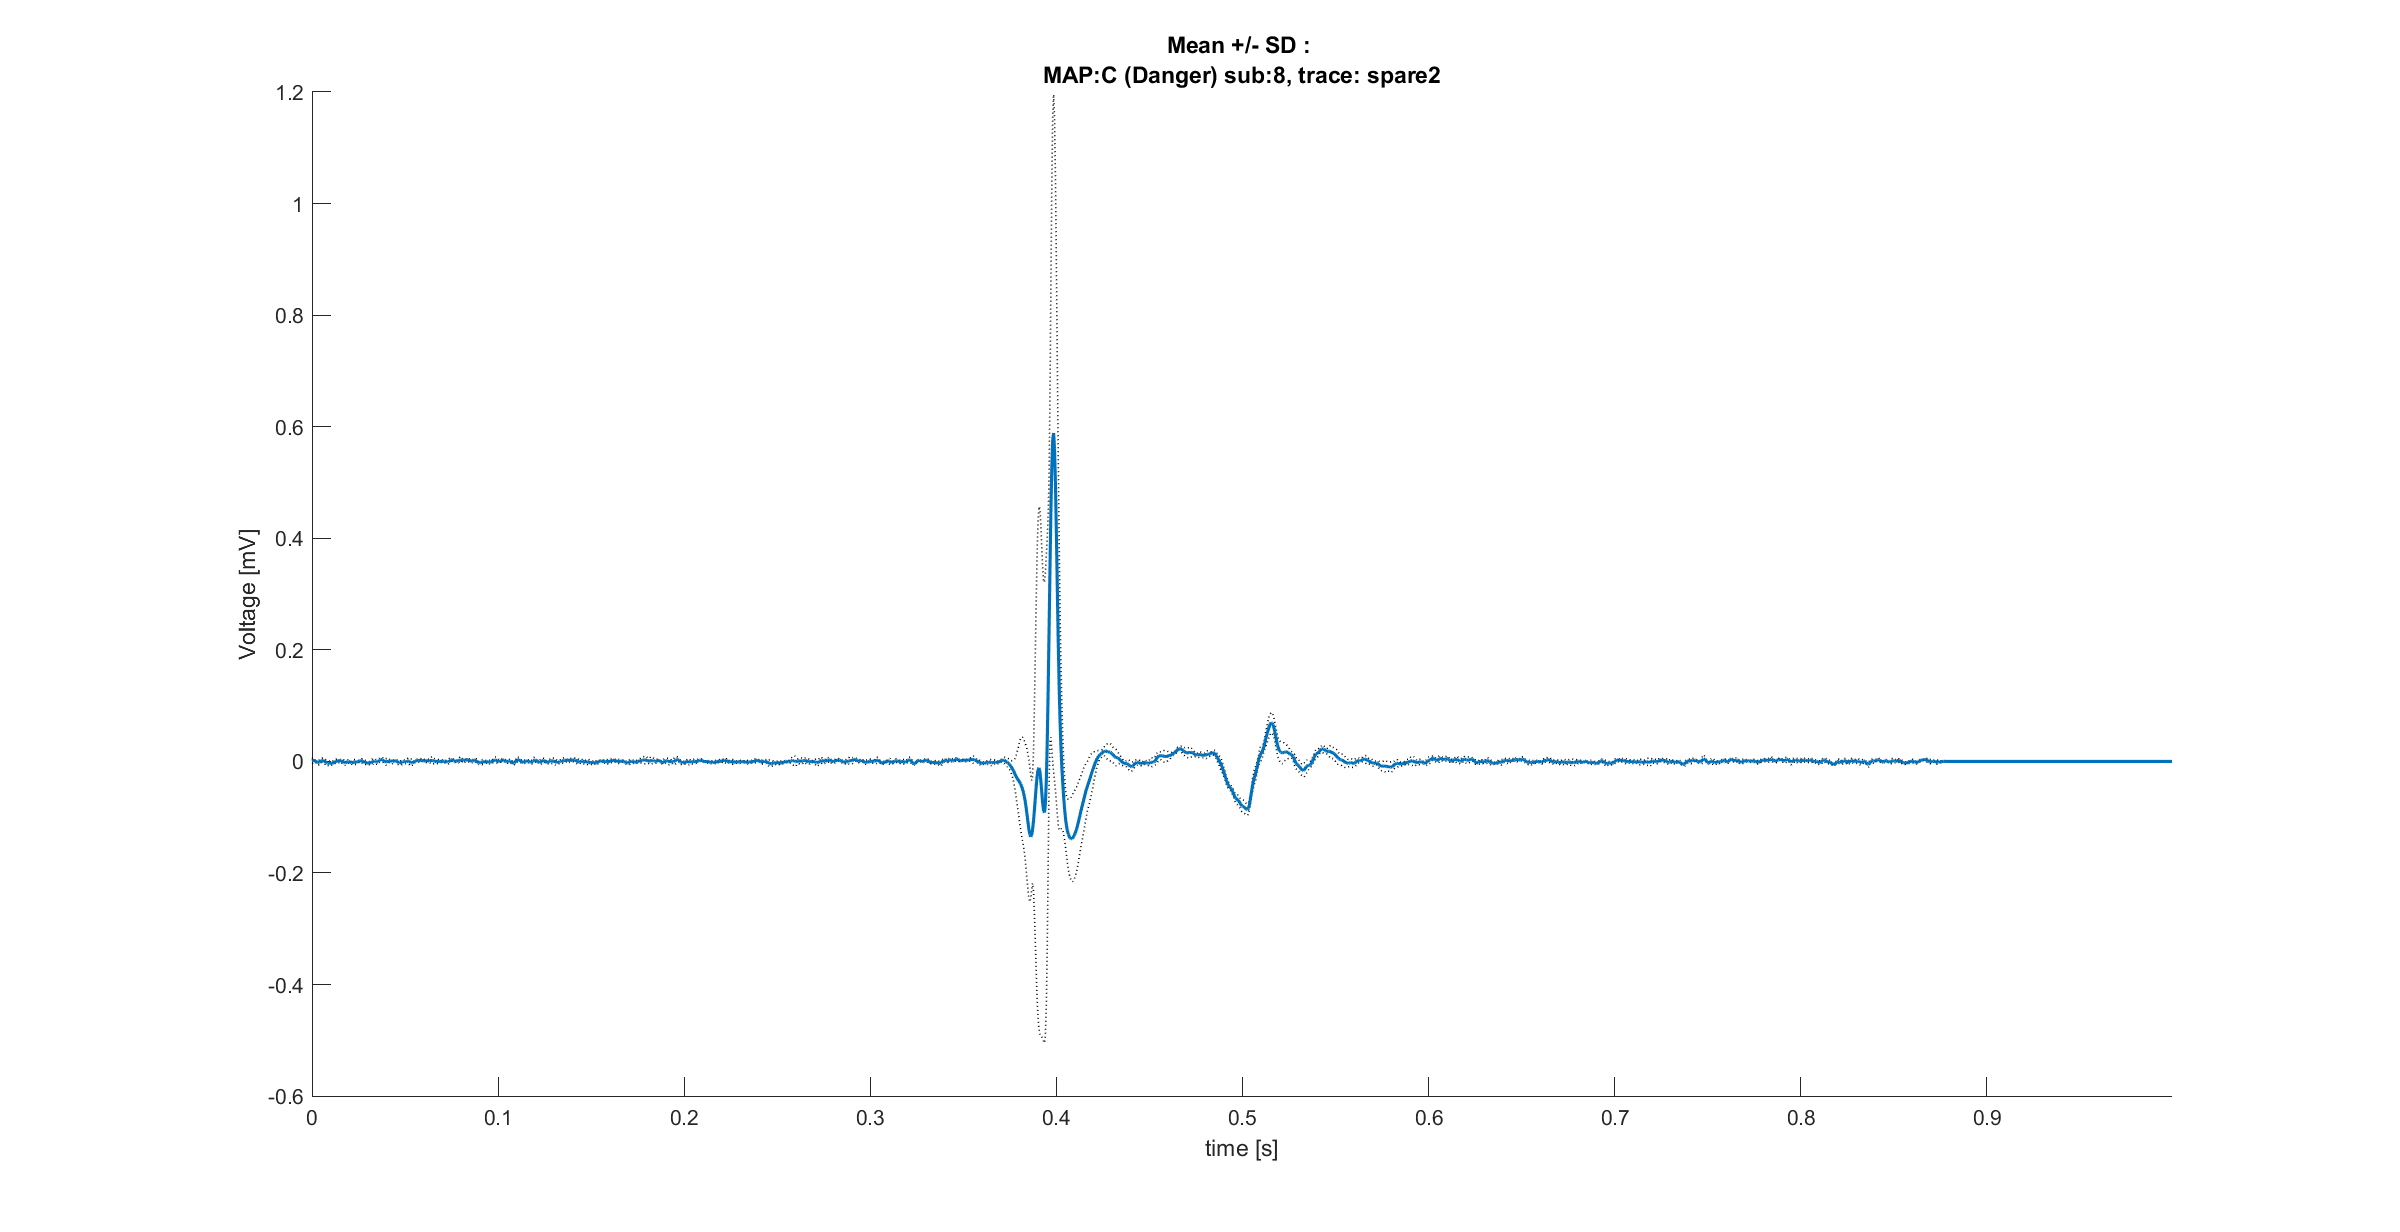 Mean +/- SD :
MAP:C (Danger) sub:8, trace: spare2
1.2
1
0.8
0.6
0.4
0.2
0
-0.2
-0.4
-0.6
Voltage [mV]
0 0.1 0.2 0.3 0.4 0.5 0.6 0.7 0.8 0.9
time [s]